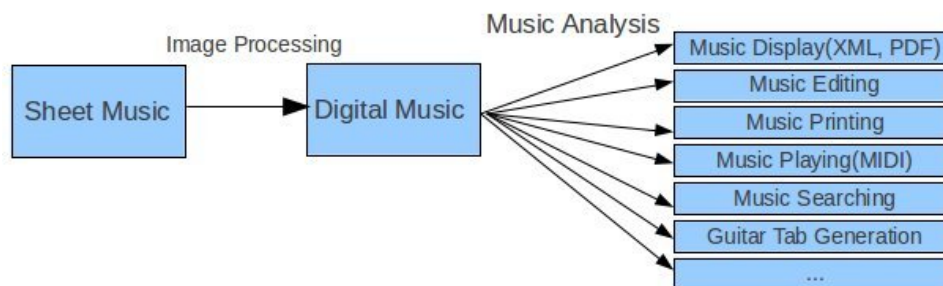 Music Analysis
Image Processing
Sheet Music
Digital Music
Music Display(XML, PDF)
Music Editing
Music Printing
Music Playing(MIDI)
Music Searching
Guitar Tab Generation
...